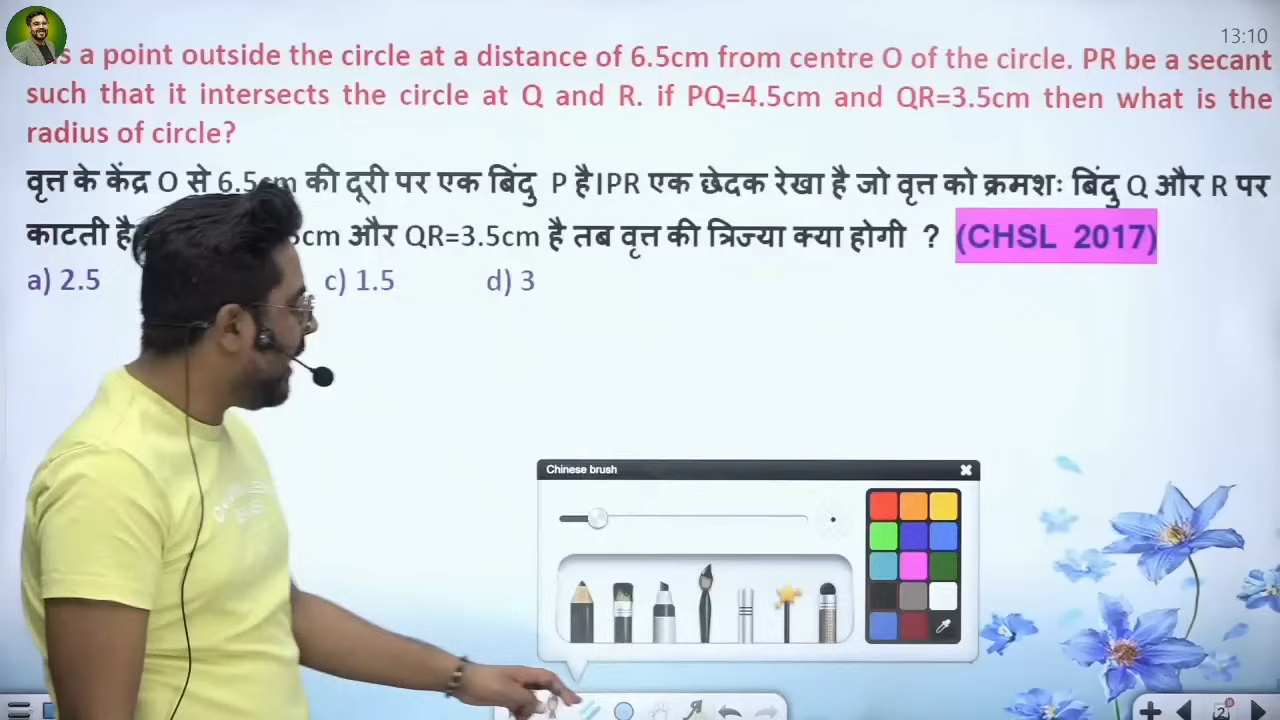 13:10
s a point outside the circle at a distance of 6.5cm from centre O of the circle. PR be a secant
such that it intersects the circle at Q and R. if PQ=4.5cm and QR=3.5cm then what is the
radius of circle?
वृत्त के केंद्र O से 6.5cm की दूरी पर एक बिंदु P है।PR एक छेदक रेखा है जो वृत्त को क्रमशः बिंदु Q और R पर
काटती है 5cm और QR=3.5cm है तब वृत्त की त्रिज्या क्या होगी ? (CHSL 2017)
a) 2.5 c) 1.5 d) 3
Chinese brush